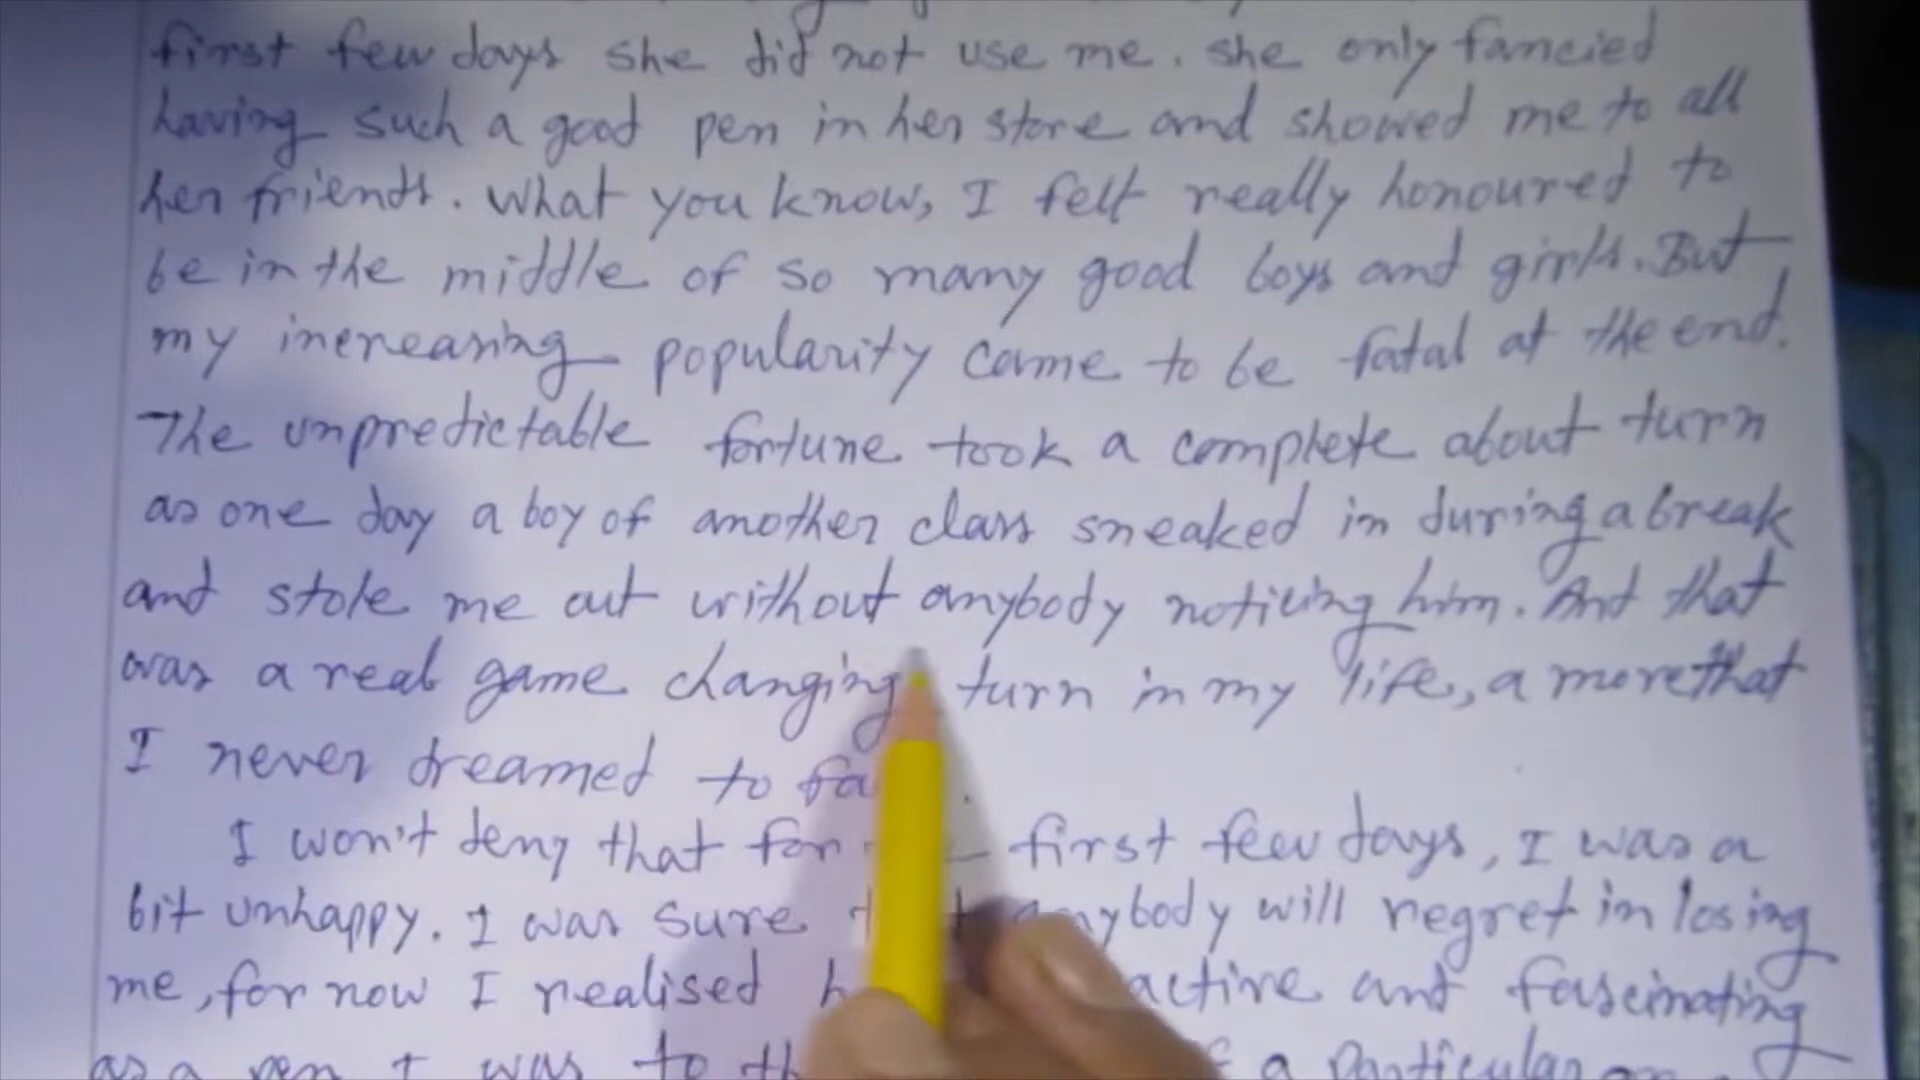 first few days she did not use me. she only fancied
having such a good pen in her store and showed me to all
her friends. What you know, I felt really honoured to
be in the middle of so many good boys and girls. But
my increasing popularity came to be fatal at the end.
The unpredictable fortune took a complete about turn
as one day a boy of another class sneaked in during a break
and stole me out without anybody noticing him. And that
was a real game changing turn in my life, a more that
I never dreamed to
I won't deny that for first few days, I was a
bit unhappy. I was sure anybody will regret in losing
me, for now I realised and fascinating
as a pen I was to a particular